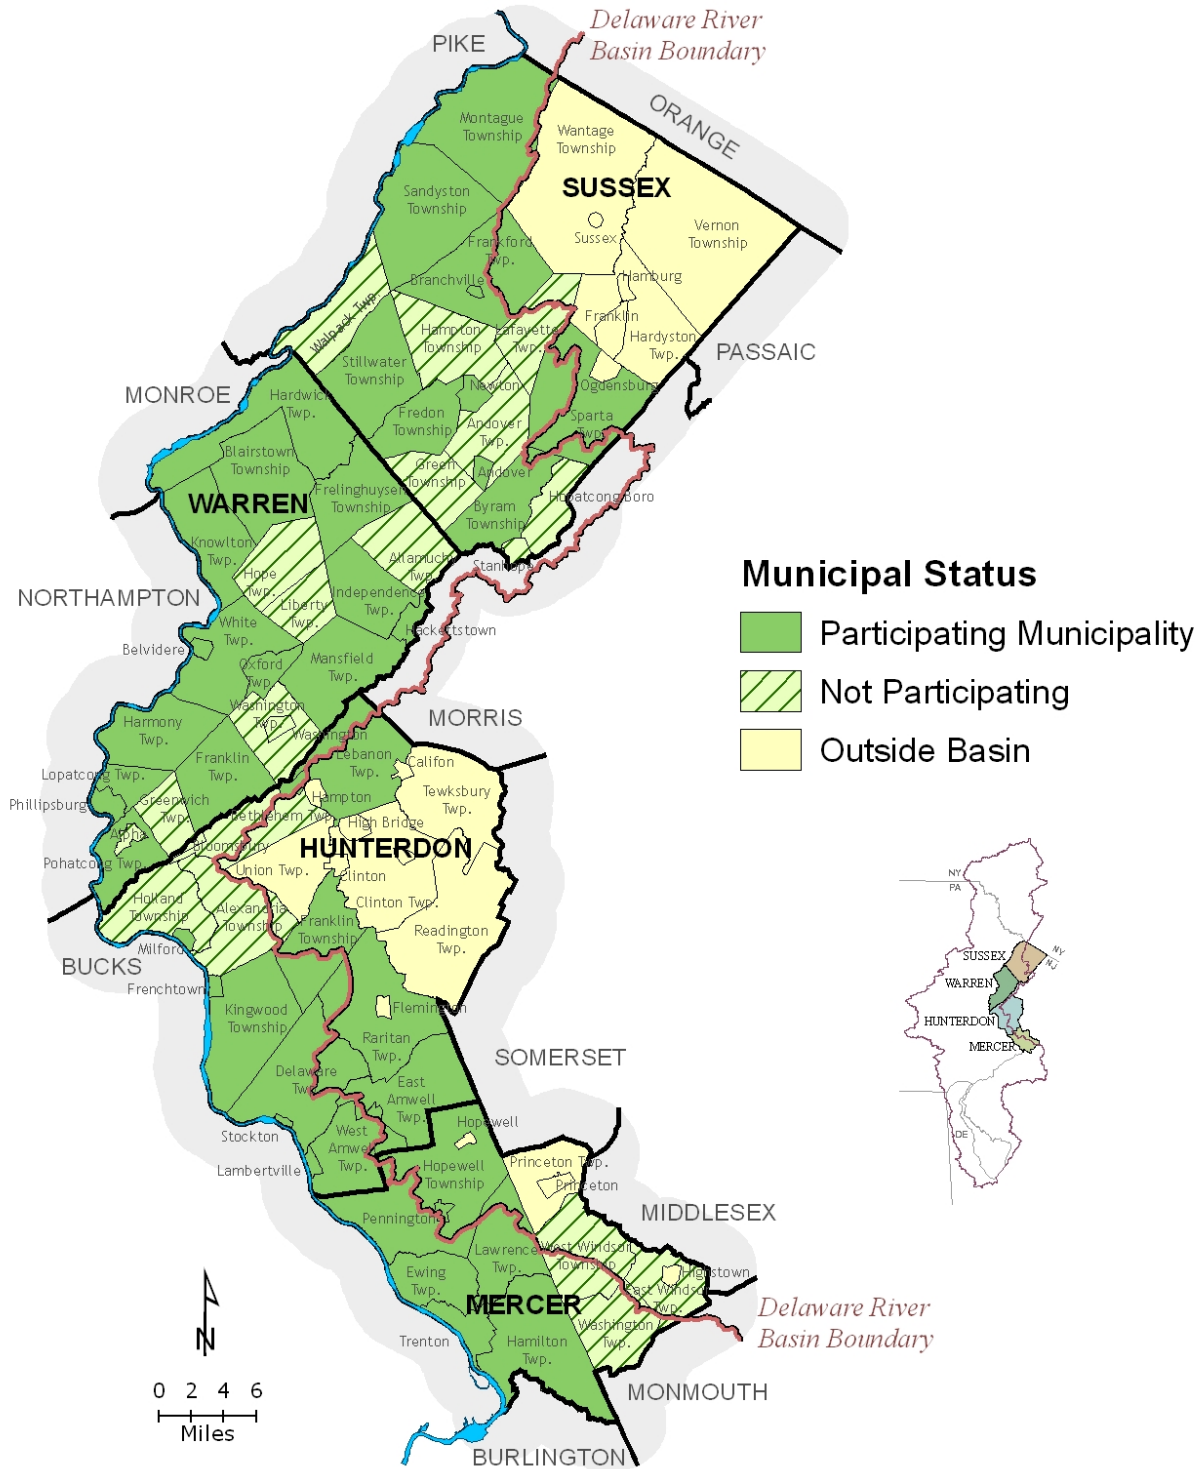 Delaware River
Basin Boundary
PIKE
ORANGE
Montague
Township
Wantage
Township
SUSSEX
Sandyston
Township
Sussex
Vernon
Township
Frankford
Twp.
Branchville
Hamburg
Walpack Twp.
Hampton
Township
Lafayette
Twp.
Franklin
Hardyston
Twp.
PASSAIC
Stillwater
Township
MONROE
Hardwick
Twp.
Newton
Ogdensburg
Fredon
Township
Andover
Twp.
Sparta
Twp.
Blairstown
Township
Green
Township
Andover
WARREN
Frelinghuysen
Township
Hopatcong Boro
Byram
Township
Knowlton
Twp.
Allamuchy
Twp.
Stanhope
Hope
Twp.
Independence
Twp.
NORTHAMPTON
Liberty
Twp.
White
Twp.
Hackettstown
Belvidere
Oxford
Twp.
Mansfield
Twp.
Washington
Twp.
Harmony
Twp.
Washington
MORRIS
Franklin
Twp.
Lebanon
Twp.
Califon
Lopatcong Twp.
Tewksbury
Twp.
Phillipsburg
Greenwich
Twp.
Hampton
Bethlehem Twp.
High Bridge
Alpha
Bloomsbury
HUNTERDON
Pohatcong Twp.
Union Twp.
Clinton
Holland
Township
Alexandria
Township
Clinton Twp.
Franklin
Township
Readington
Twp.
Milford
BUCKS
Frenchtown
Kingwood
Township
Flemington
Raritan
Twp.
SOMERSET
Delaware
Twp.
East
Amwell
Twp.
Stockton
West
Amwell
Twp.
Hopewell
Lambertville
Hopewell
Township
Princeton Twp.
Princeton
Pennington
MIDDLESEX
Lawrence
Twp.
West Windsor
Township
Ewing
Twp.
Hightstown
East Windsor
Twp.
MERCER
Washington
Twp.
Delaware River
Basin Boundary
Trenton
Hamilton
Twp.
MONMOUTH
BURLINGTON
N
0 2 4 6
Miles
Municipal Status
Participating Municipality
Not Participating
Outside Basin
NY
PA
NY
NJ
SUSSEX
WARREN
HUNTERDON
MERCER
DE